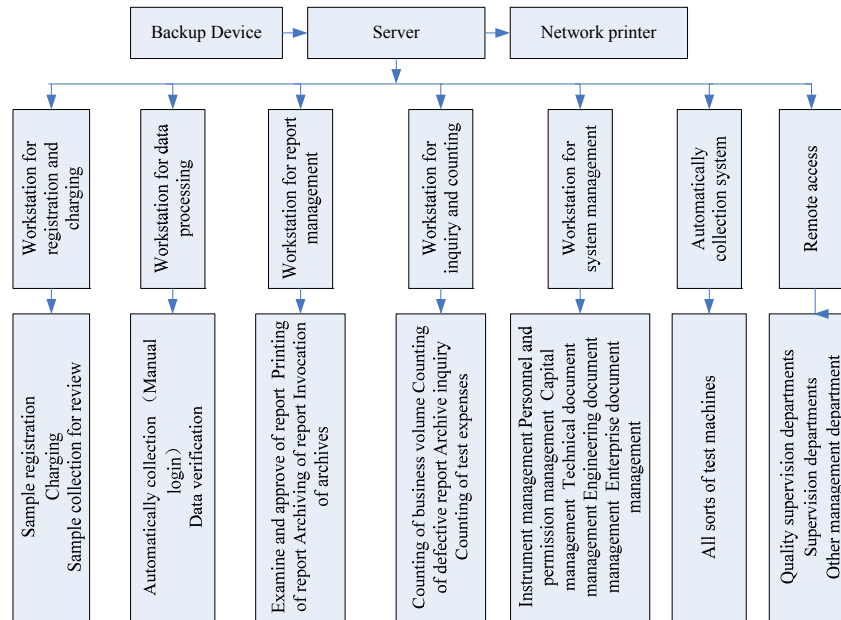 Backup Device
Server
Network printer
Workstation for
registration and
charging
Workstation for data
processing
Workstation for report
management
Workstation for
inquiry and counting
Workstation for
system management
Automatically
collection system
Remote access
Sample registration
Charging
Sample collection for review
Automatically collection（Manual
login）
Data verification
Examine and approve of report Printing
of report Archiving of report Invocation
of archives
Counting of business volume Counting
of defective report Archive inquiry
Counting of test expenses
Instrument management Personnel and
permission management Capital
management Technical document
management Engineering document
management Enterprise document
management
All sorts of test machines
Quality supervision departments
Supervision departments
Other management department